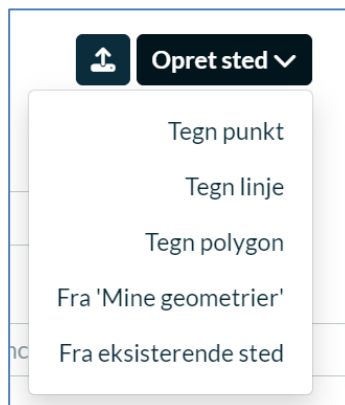 Opret sted
Tegn punkt
Tegn linje
Tegn polygon
Fra 'Mine geometrier'
Fra eksisterende sted